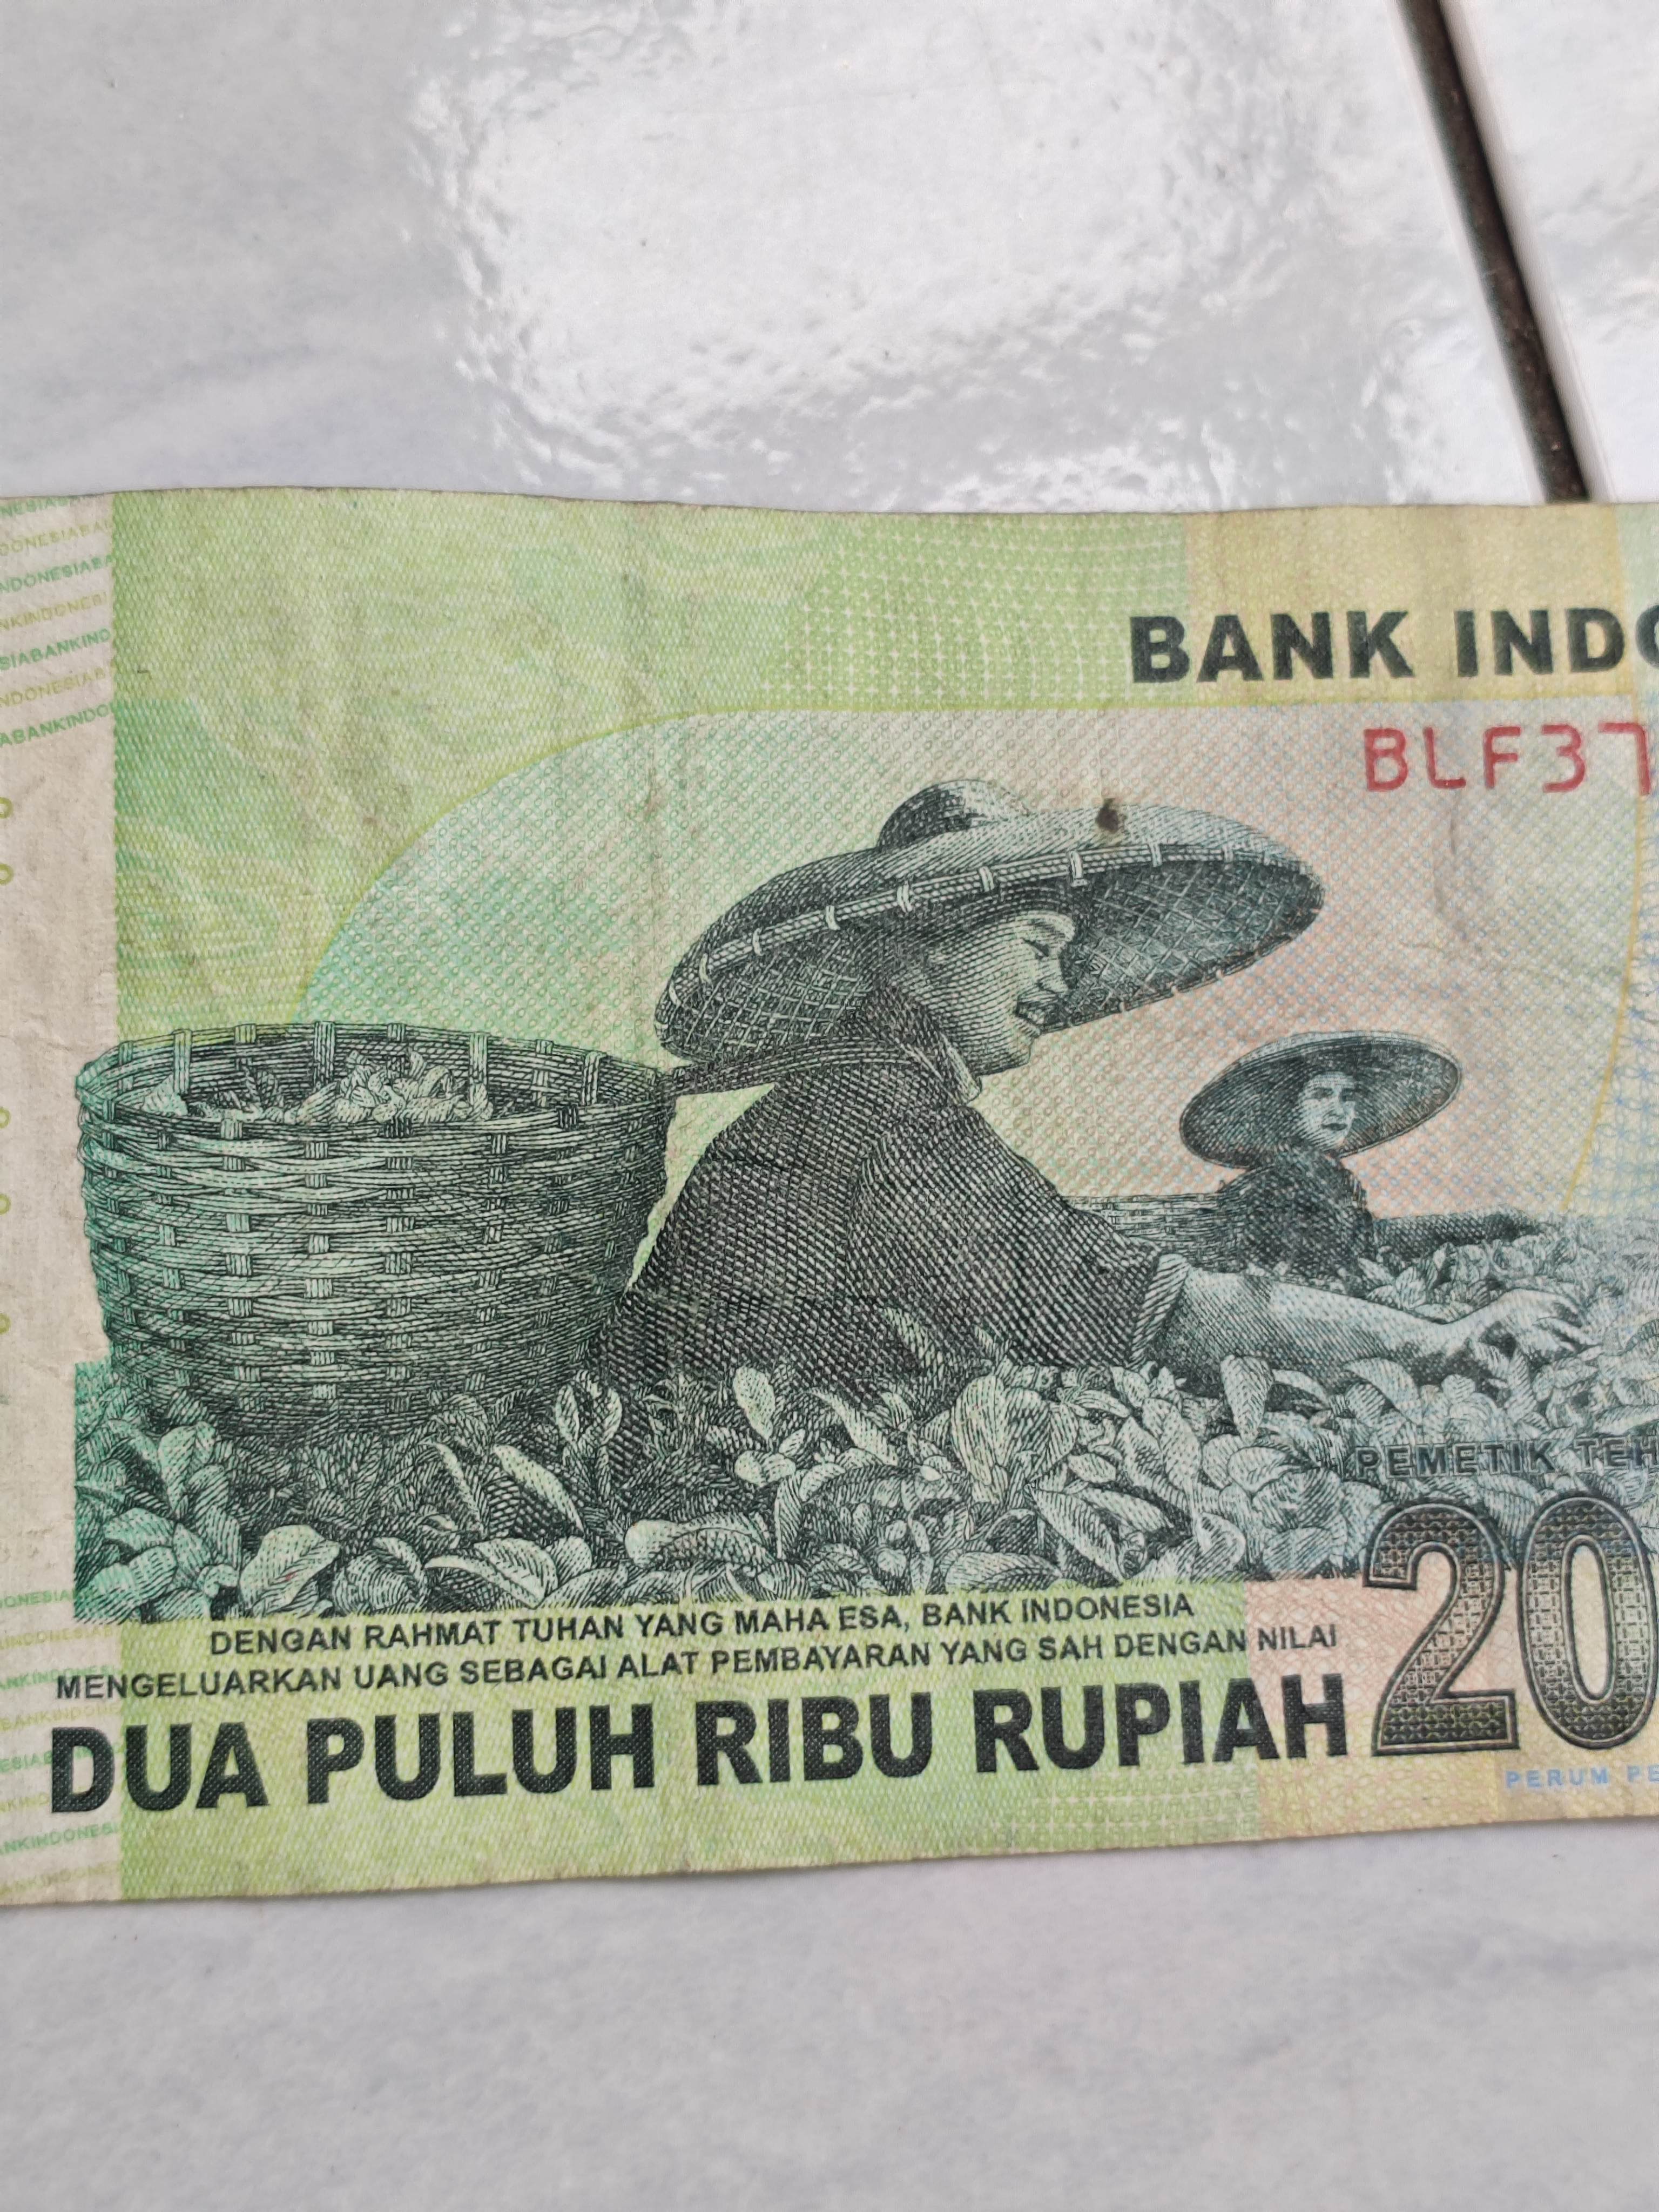 BANK INDO
BLF37
PEMETIK TEH
DENGAN RAHMAT TUHAN YANG MAHA ESA, BANK INDONESIA
MENGELUARKAN UANG SEBAGAI ALAT PEMBAYARAN YANG SAH DENGAN NILAI
DUA PULUH RIBU RUPIAH
20
PERUM PE